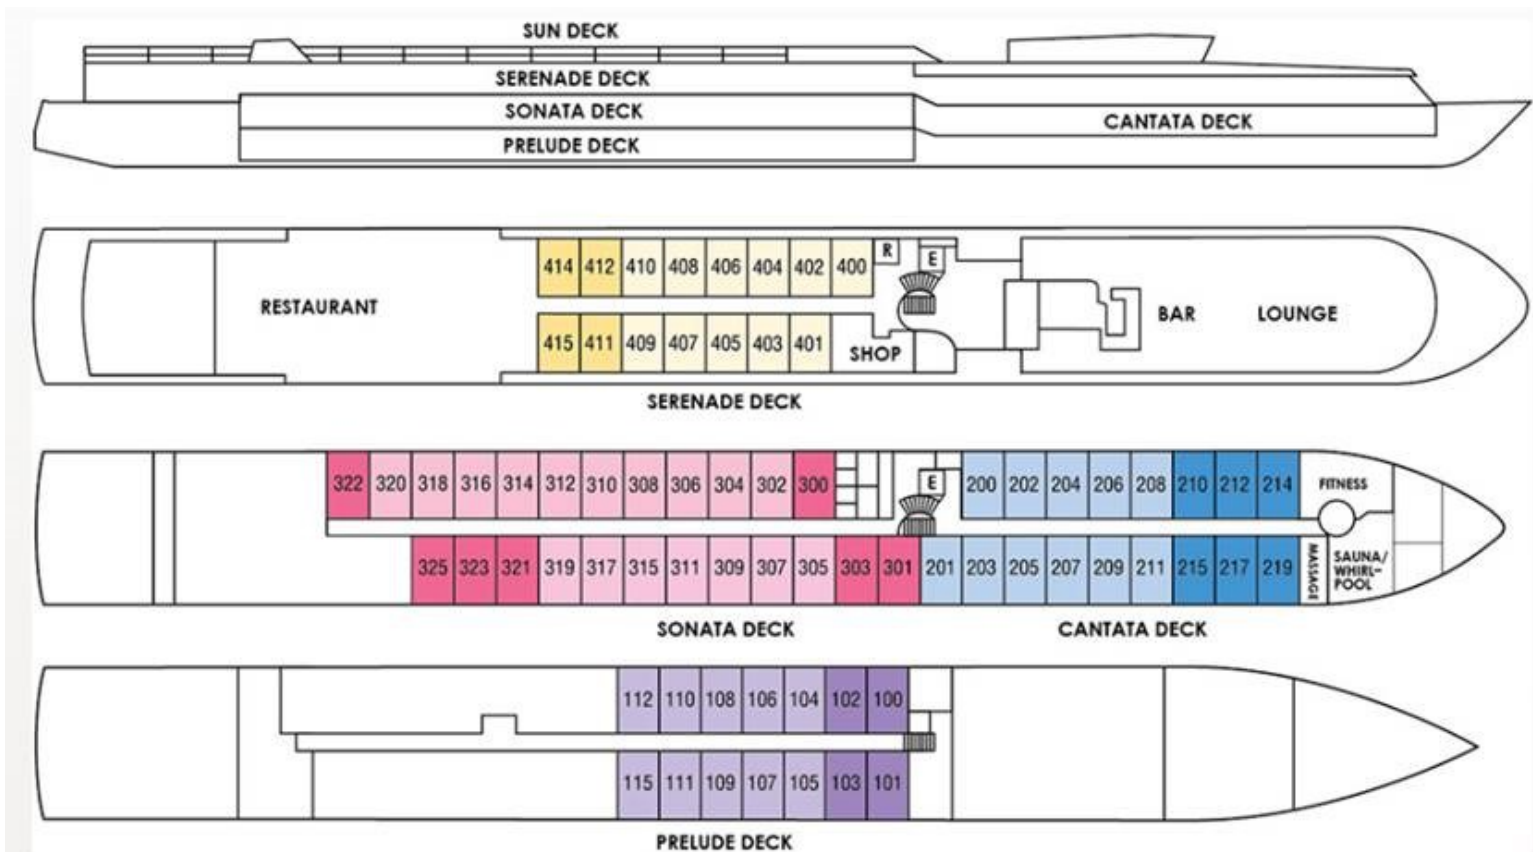 SUN DECK
SERENADE DECK
SONATA DECK
CANTATA DECK
PRELUDE DECK
414 412 410 408 406 404 402 400 R E
RESTAURANT
BAR LOUNGE
415 411 409 407 405 403 401 SHOP
SERENADE DECK
322 320 318 316 314 312 310 308 306 304 302 300 E 200 202 204 206 208 210 212 214 FITNESS
325 323 321 319 317 315 311 309 307 305 303 301 201 203 205 207 209 211 215 217 219 MASSAGE
SAUNA/
WHIRL-
POOL
SONATA DECK CANTATA DECK
112 110 108 106 104 102 100
115 111 109 107 105 103 101
PRELUDE DECK